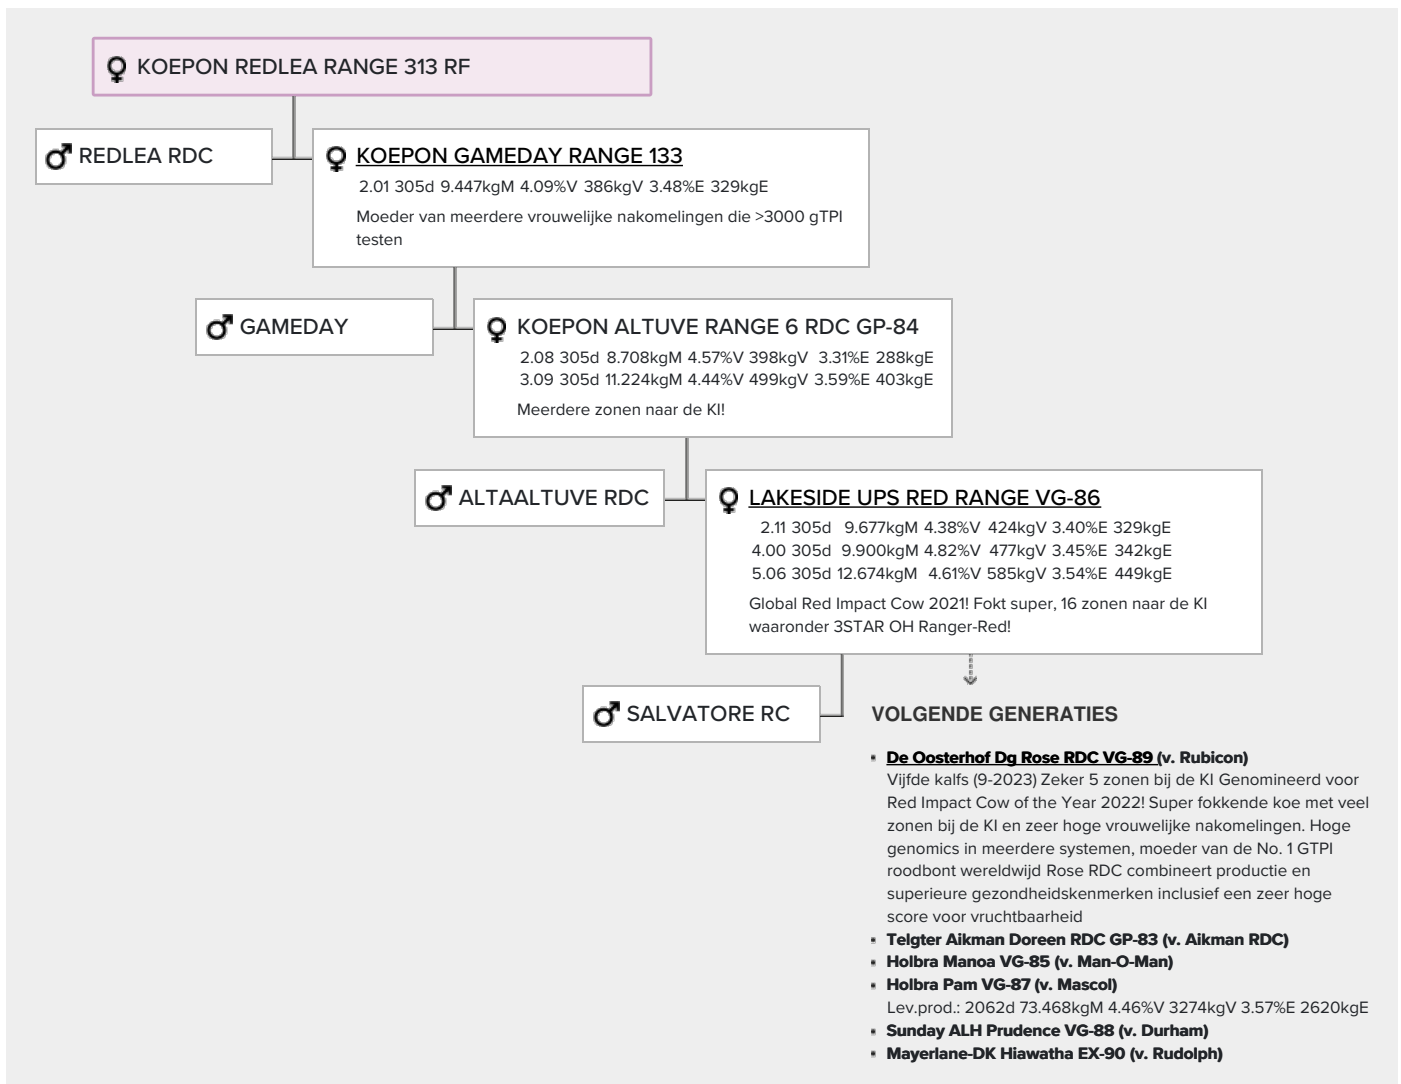 KOEPON REDLEA RANGE 313 RF
REDLEA RDC
KOEPON GAMEDAY RANGE 133
2.01 305d 9.447kgM 4.09%V 386kgV 3.48%E 329kgE
Moeder van meerdere vrouwelijke nakomelingen die >3000 gTPI
testen
GAMEDAY
KOEPON ALTUVE RANGE 6 RDC GP-84
2.08 305d 8.708kgM 4.57%V 398kgV 3.31%E 288kgE
3.09 305d 11.224kgM 4.44%V 499kgV 3.59%E 403kgE
Meerdere zonen naar de KI!
ALTAALTUVE RDC
LAKESIDE UPS RED RANGE VG-86
2.11 305d 9.677kgM 4.38%V 424kgV 3.40%E 329kgE
4.00 305d 9.900kgM 4.82%V 477kgV 3.45%E 342kgE
5.06 305d 12.674kgM 4.61%V 585kgV 3.54%E 449kgE
Global Red Impact Cow 2021! Fokt super, 16 zonen naar de KI
waaronder 3STAR OH Ranger-Red!
SALVATORE RC
VOLGENDE GENERATIES
De Oosterhof Dg Rose RDC VG-89 (v. Rubicon)
Vijfde kalfs (9-2023) Zeker 5 zonen bij de KI Genomineerd voor
Red Impact Cow of the Year 2022! Super fokkende koe met veel
zonen bij de KI en zeer hoge vrouwelijke nakomelingen. Hoge
genomics in meerdere systemen, moeder van de No. 1 GTPI
roodbont wereldwijd Rose RDC combineert productie en
superieure gezondheidskenmerken inclusief een zeer hoge
score voor vruchtbaarheid
Telgter Aikman Doreen RDC GP-83 (v. Aikman RDC)
Holbra Manoa VG-85 (v. Man-O-Man)
Holbra Pam VG-87 (v. Mascol)
Lev.prod.: 2062d 73.468kgM 4.46%V 3274kgV 3.57%E 2620kgE
Sunday ALH Prudence VG-88 (v. Durham)
Mayerlane-DK Hiawatha EX-90 (v. Rudolph)